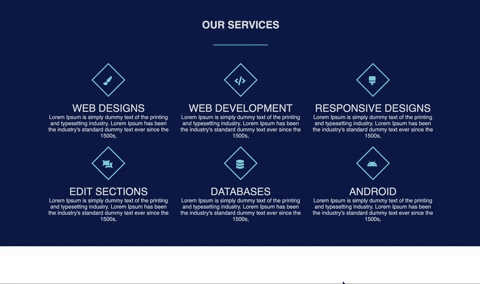 OUR SERVICES
WEB DESIGNS
Lorem Ipsum is simply dummy text of the printing
and typesetting industry. Lorem Ipsum has been
the industry's standard dummy text ever since the
1500s,
WEB DEVELOPMENT
Lorem Ipsum is simply dummy text of the printing
and typesetting industry. Lorem Ipsum has been
the industry's standard dummy text ever since the
1500s,
RESPONSIVE DESIGNS
Lorem Ipsum is simply dummy text of the printing
and typesetting industry. Lorem Ipsum has been
the industry's standard dummy text ever since the
1500s,
EDIT SECTIONS
Lorem Ipsum is simply dummy text of the printing
and typesetting industry. Lorem Ipsum has been
the industry's standard dummy text ever since the
1500s,
DATABASES
Lorem Ipsum is simply dummy text of the printing
and typesetting industry. Lorem Ipsum has been
the industry's standard dummy text ever since the
1500s,
ANDROID
Lorem Ipsum is simply dummy text of the printing
and typesetting industry. Lorem Ipsum has been
the industry's standard dummy text ever since the
1500s,